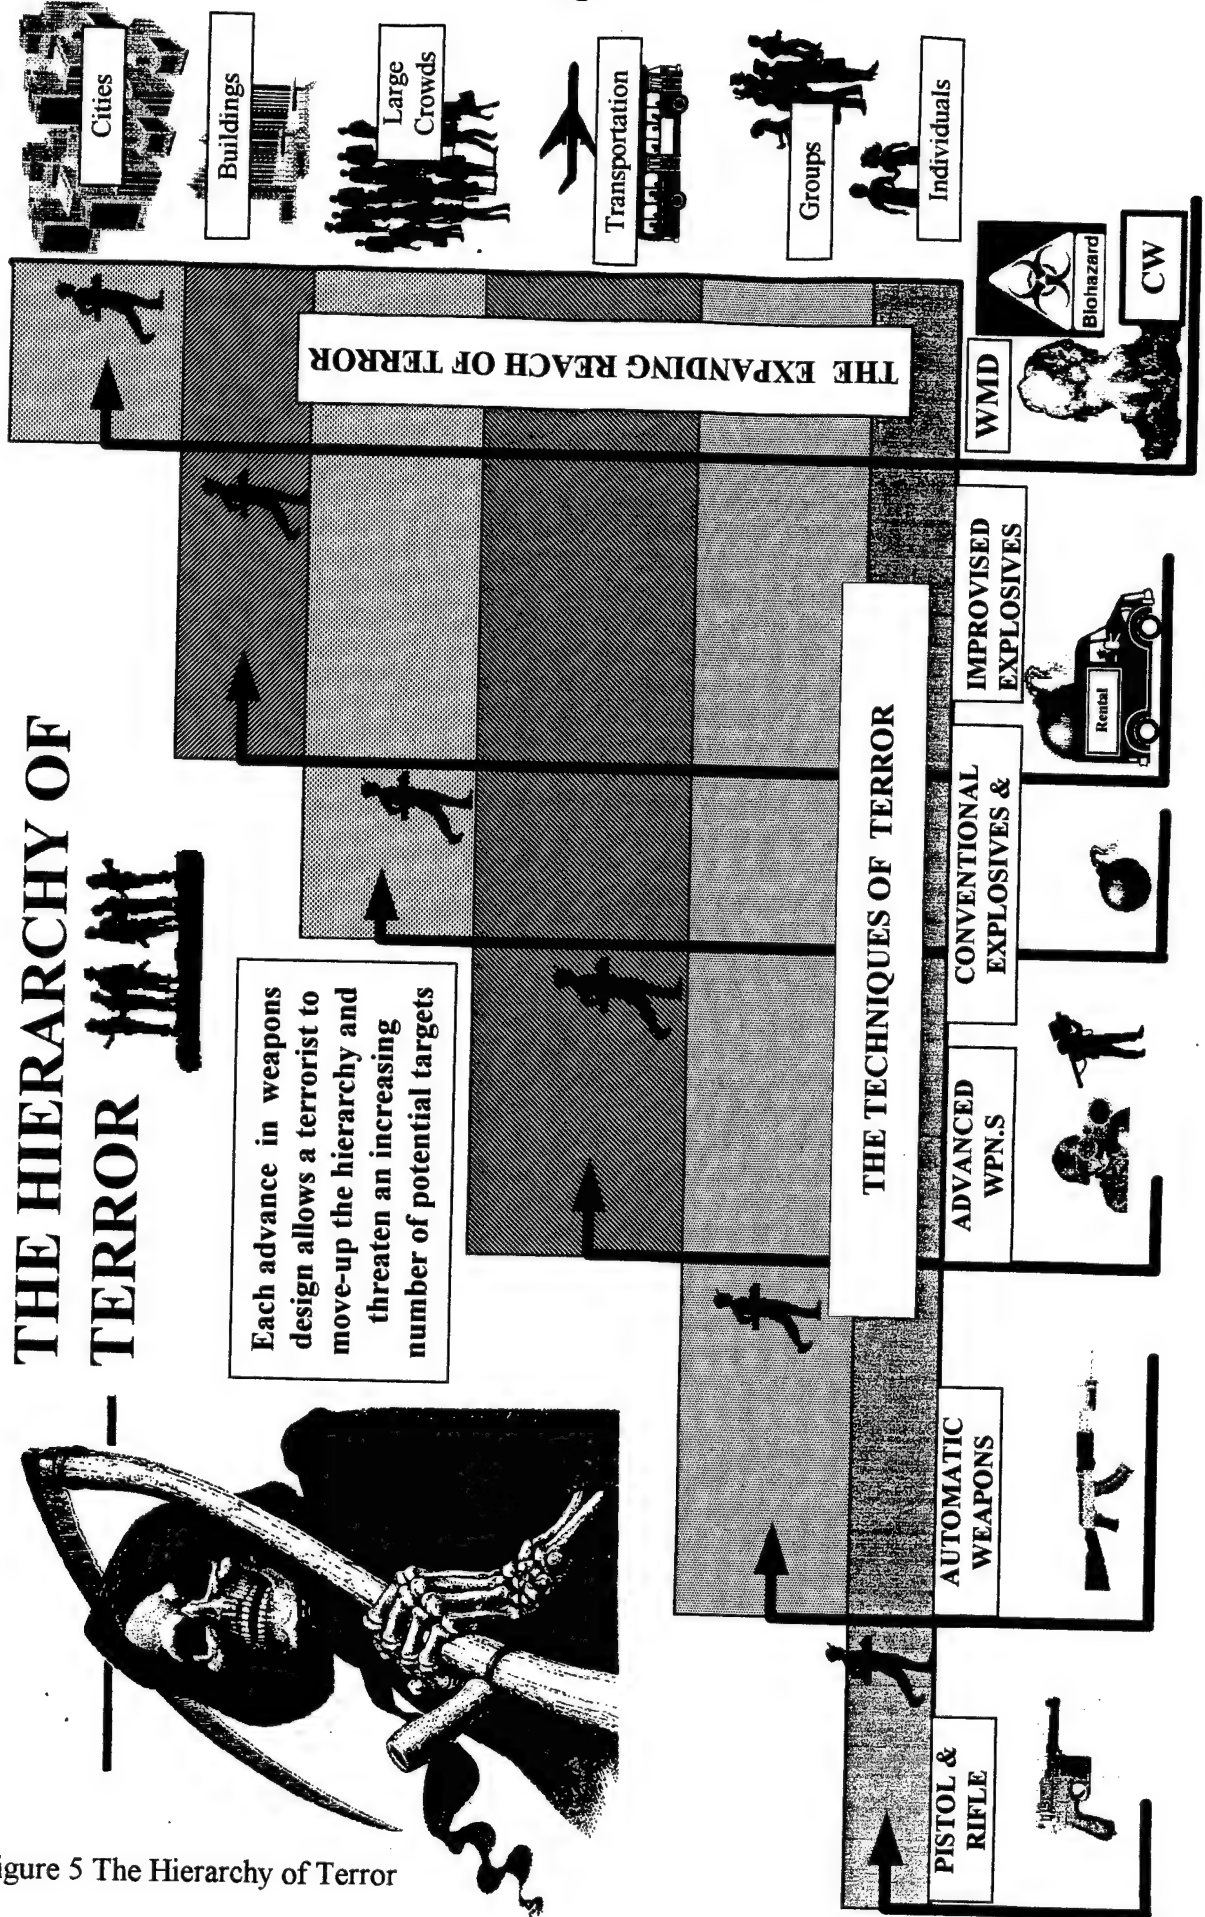 THE HIERARCHY OF
TERROR
Each advance in weapons
design allows a terrorist to
move-up the hierarchy and
threaten an increasing
number of potential targets
Cities
Buildings
Large
Crowds
Transportation
Groups
Individuals
THE EXPANDING REACH OF TERROR
THE TECHNIQUES OF TERROR
PISTOL &
RIFLE
AUTOMATIC
WEAPONS
ADVANCED
WPN.S
CONVENTIONAL
EXPLOSIVES &
IMPROVISED
EXPLOSIVES
Rental
WMD
Biohazard
CW
igure 5 The Hierarchy of Terror